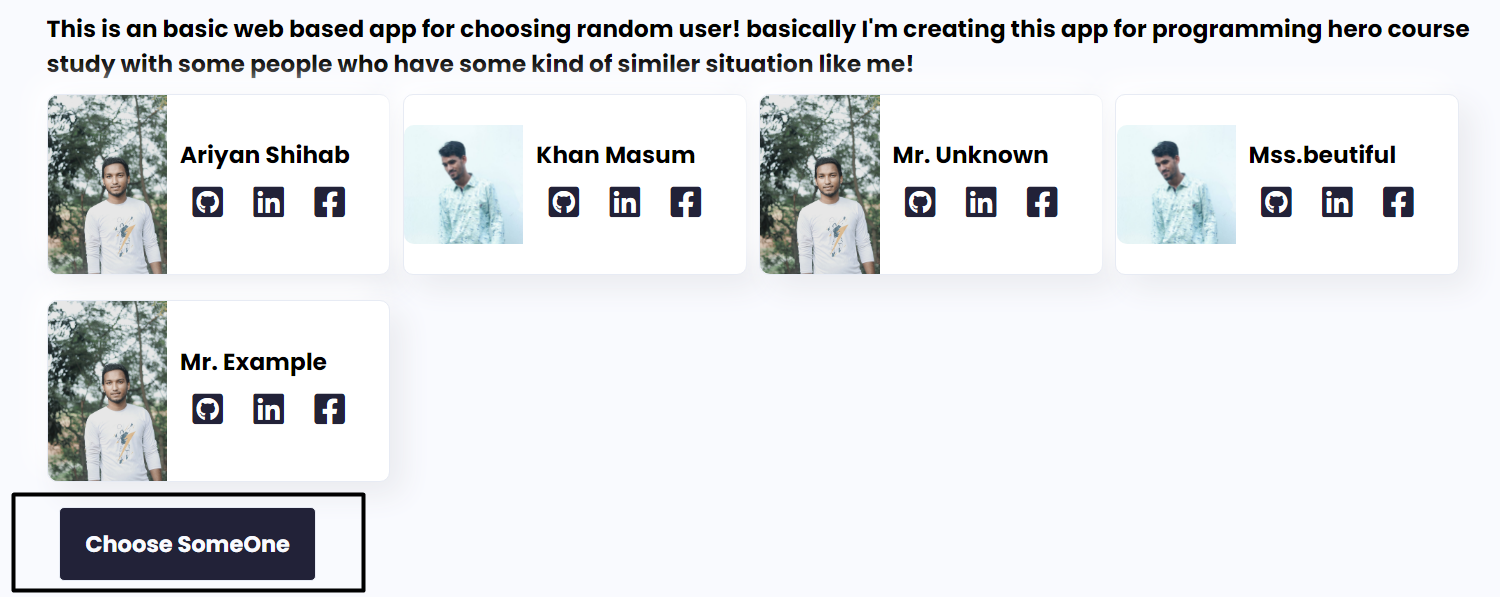 This is an basic web based app for choosing random user! basically I'm creating this app for programming hero course
study with some people who have some kind of similer situation like me!
Ariyan Shihab
Khan Masum
Mr. Unknown
Mss.beutiful
Mr. Example
Choose SomeOne